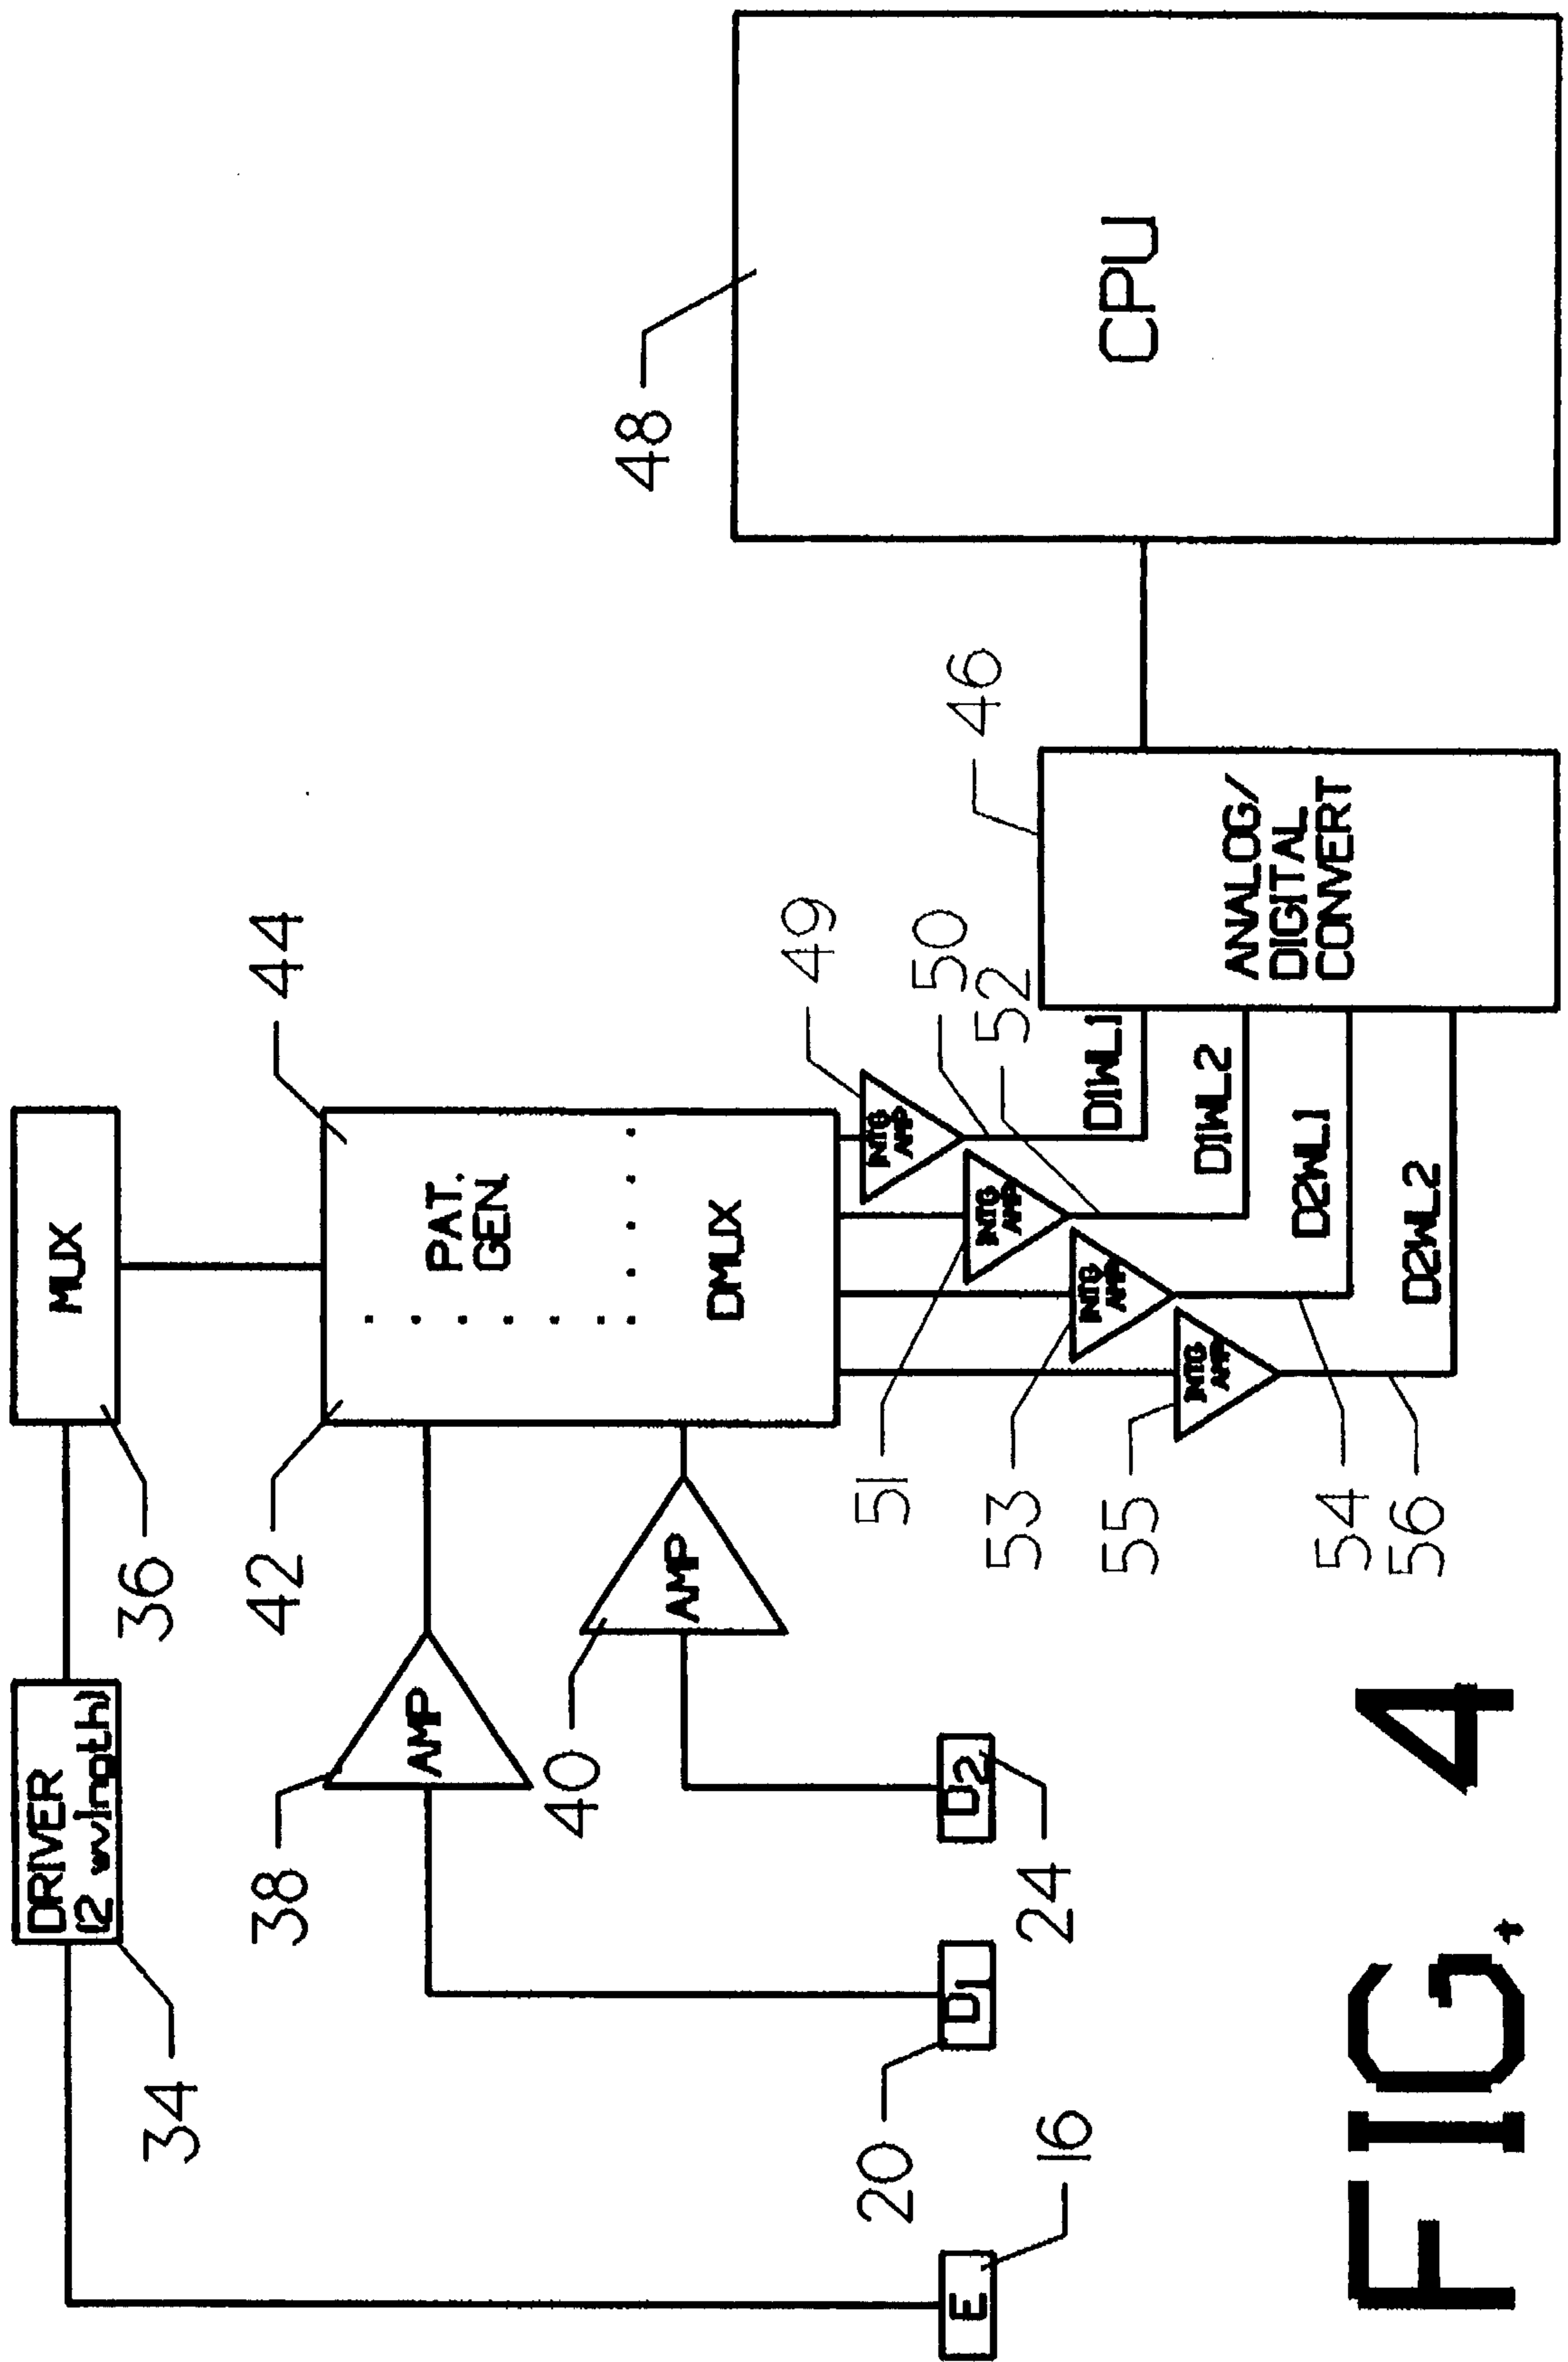 MUX
36
DRIVER
(2 wlngth)
34
44
42
PAT.
GEN.
DMUX
38
AMP
40
AMP
D2
24
D1
20
E
16
49
INTG
AMP
50
51
INTG
AMP
52
53
INTG
AMP
54
55
INTG
AMP
56
D1WL1
D1WL2
D2WL1
D2WL2
46
ANALOG/
DIGITAL
CONVERT
48
CPU
FIG. 4